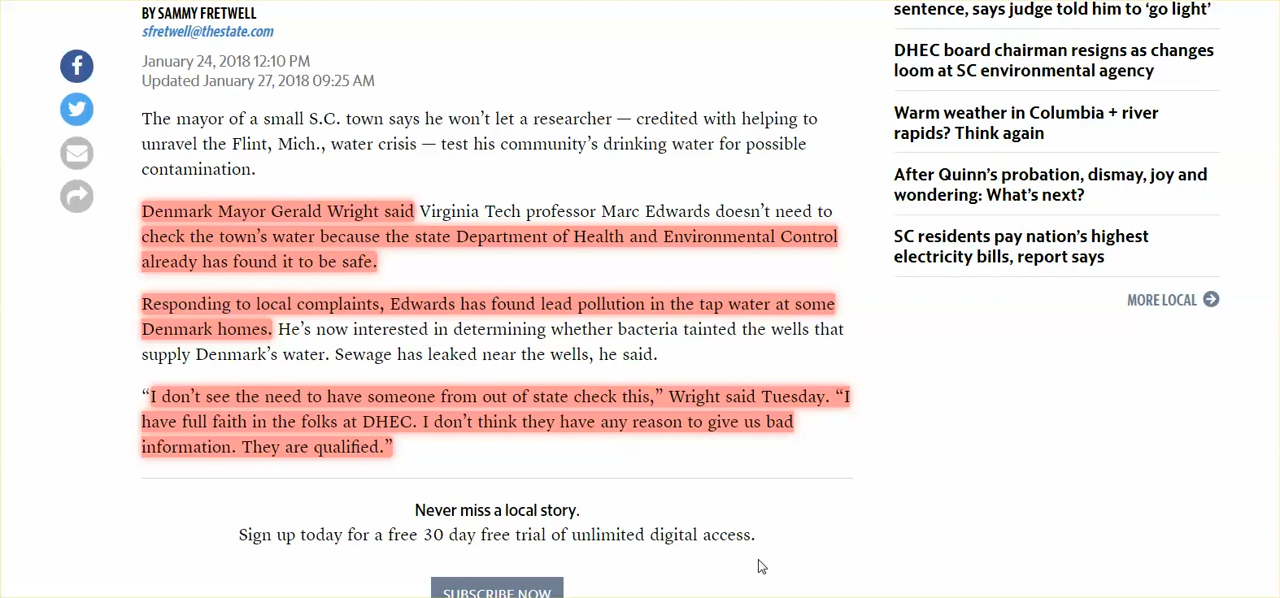 BY SAMMY FRETWELL
sfretwell@thestate.com
January 24, 2018 12:10 PM
Updated January 27, 2018 09:25 AM
The mayor of a small S.C. town says he won’t let a researcher — credited with helping to
unravel the Flint, Mich., water crisis — test his community’s drinking water for possible
contamination.
Denmark Mayor Gerald Wright said Virginia Tech professor Marc Edwards doesn’t need to
check the town’s water because the state Department of Health and Environmental Control
already has found it to be safe.
Responding to local complaints, Edwards has found lead pollution in the tap water at some
Denmark homes. He’s now interested in determining whether bacteria tainted the wells that
supply Denmark’s water. Sewage has leaked near the wells, he said.
“I don’t see the need to have someone from out of state check this,” Wright said Tuesday. “I
have full faith in the folks at DHEC. I don’t think they have any reason to give us bad
information. They are qualified.”
Never miss a local story.
Sign up today for a free 30 day free trial of unlimited digital access.
SUBSCRIBE NOW
sentence, says judge told him to ‘go light’
DHEC board chairman resigns as changes
loom at SC environmental agency
Warm weather in Columbia + river
rapids? Think again
After Quinn’s probation, dismay, joy and
wondering: What’s next?
SC residents pay nation’s highest
electricity bills, report says
MORE LOCAL